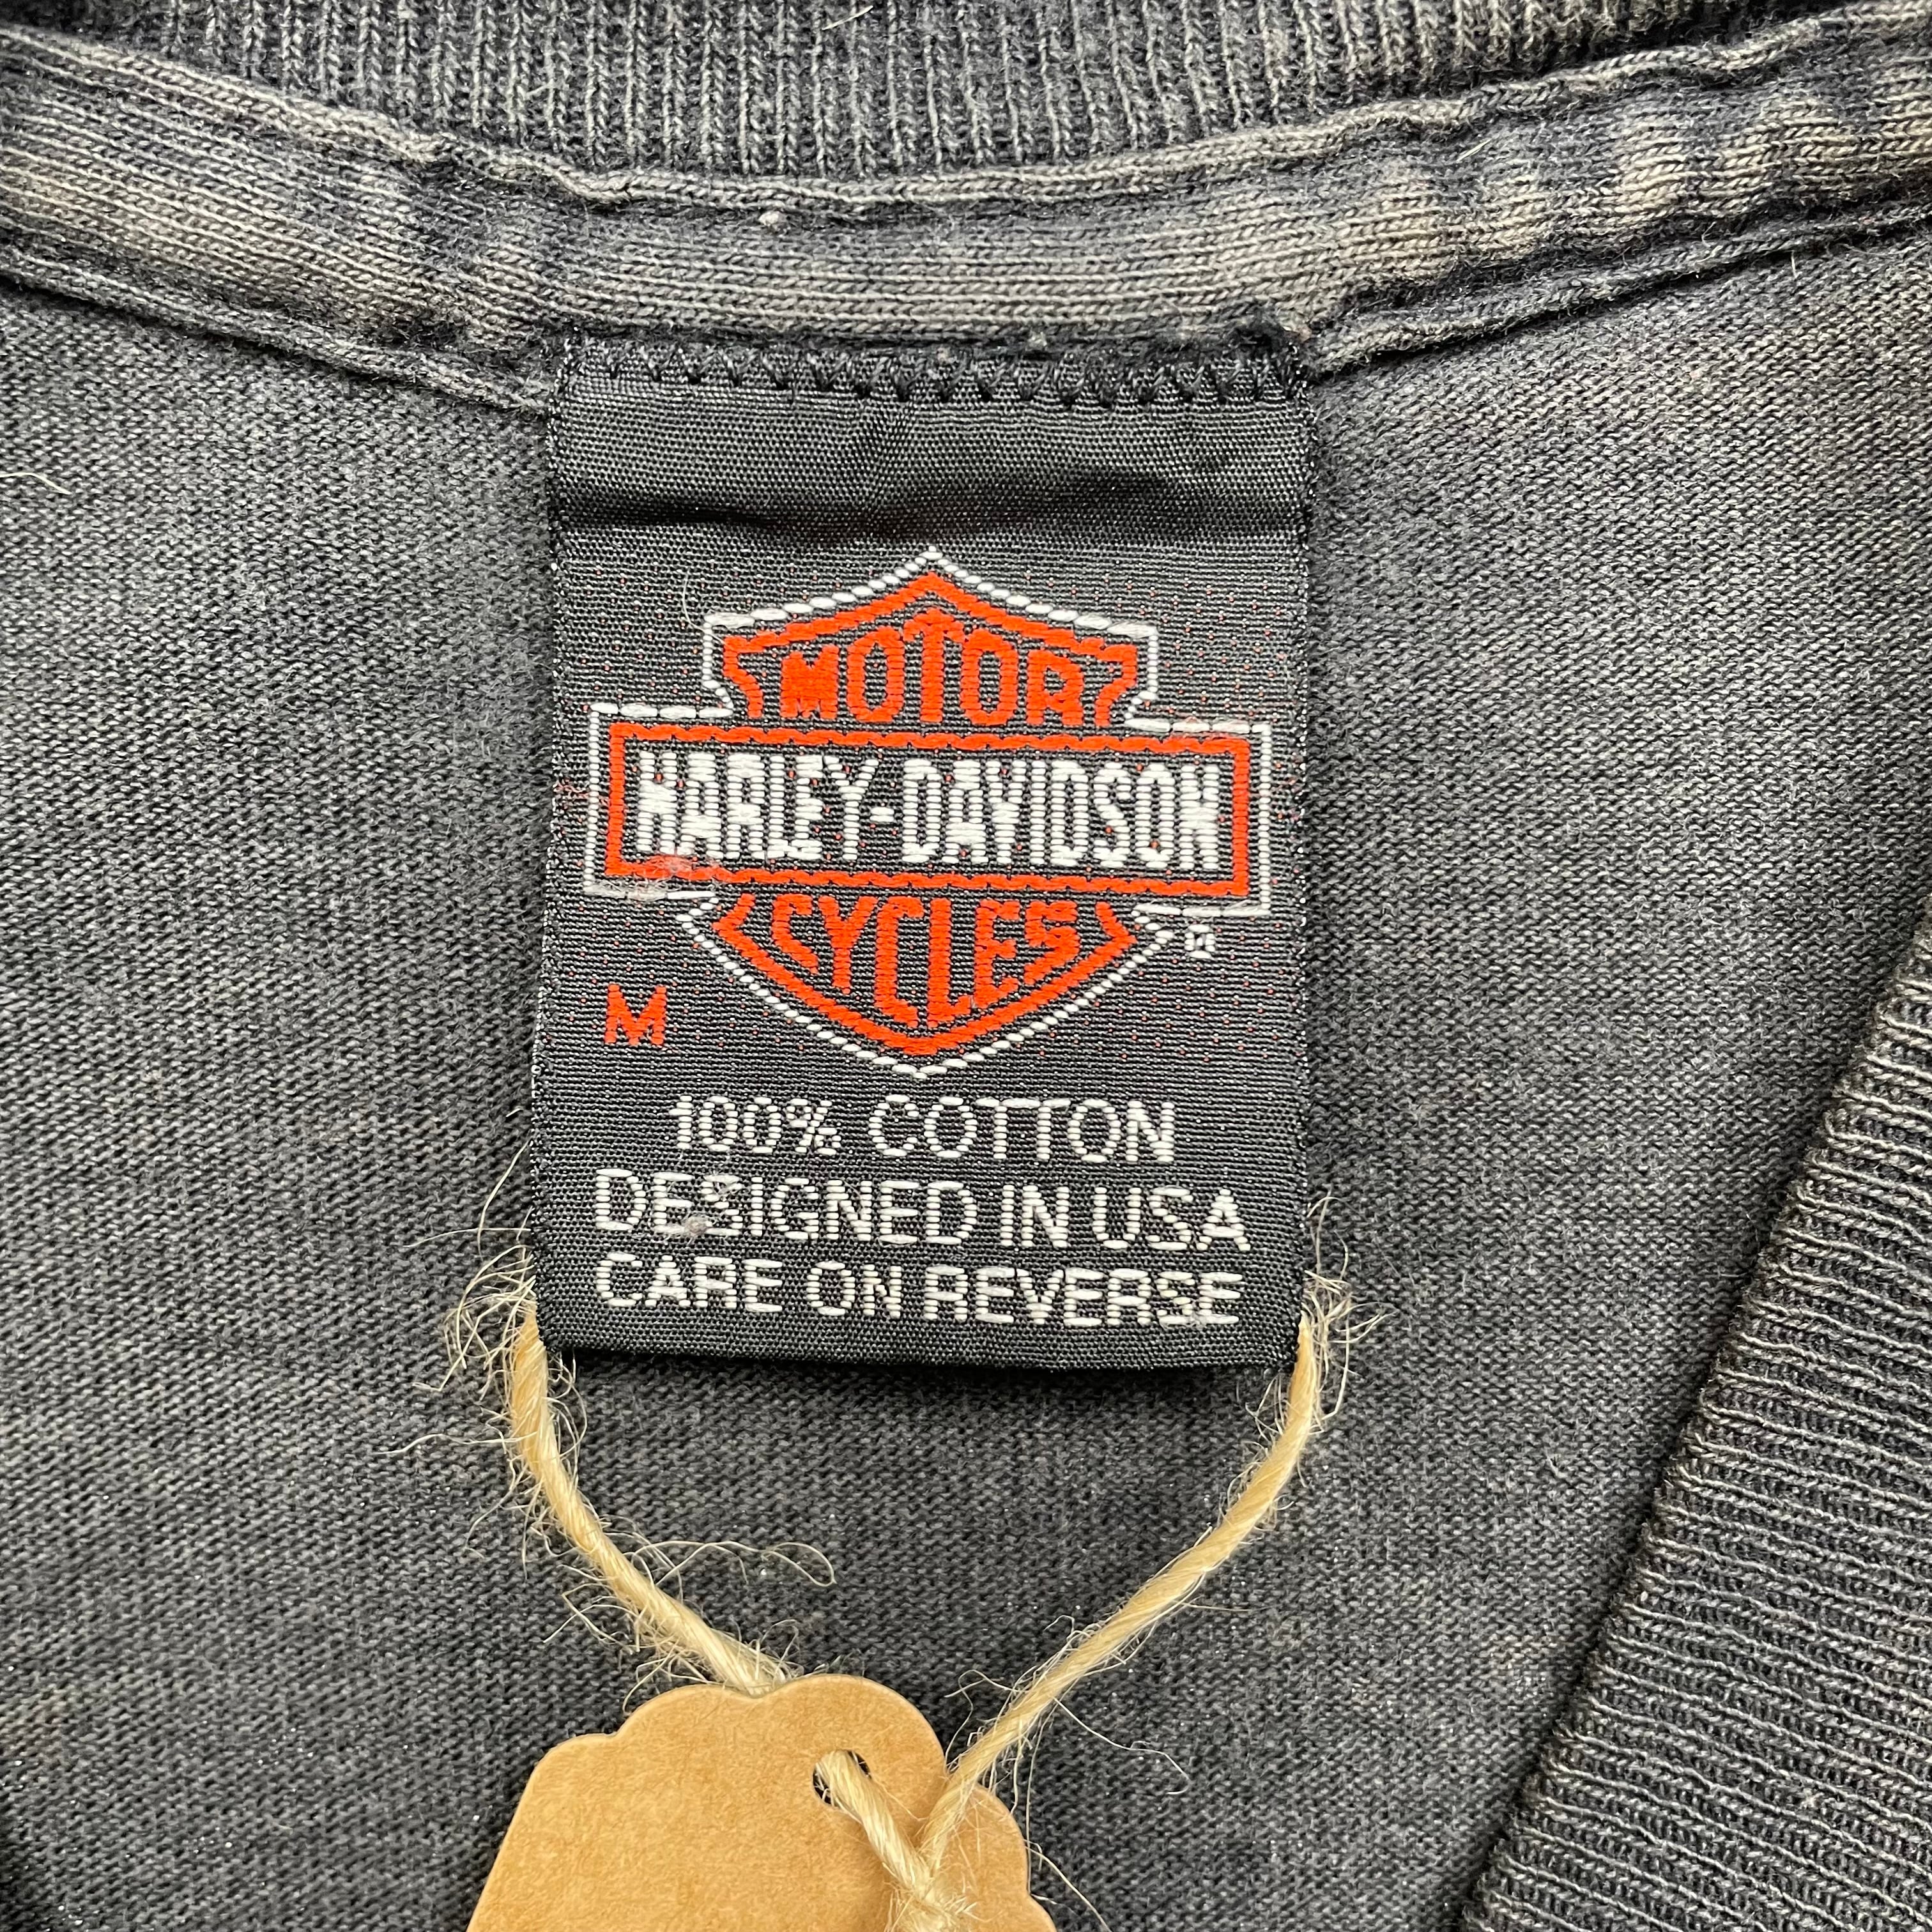 MOTOR
HARLEY-DAVIDSON
CYCLES
®
M
100% COTTON
DESIGNED IN USA
CARE ON REVERSE